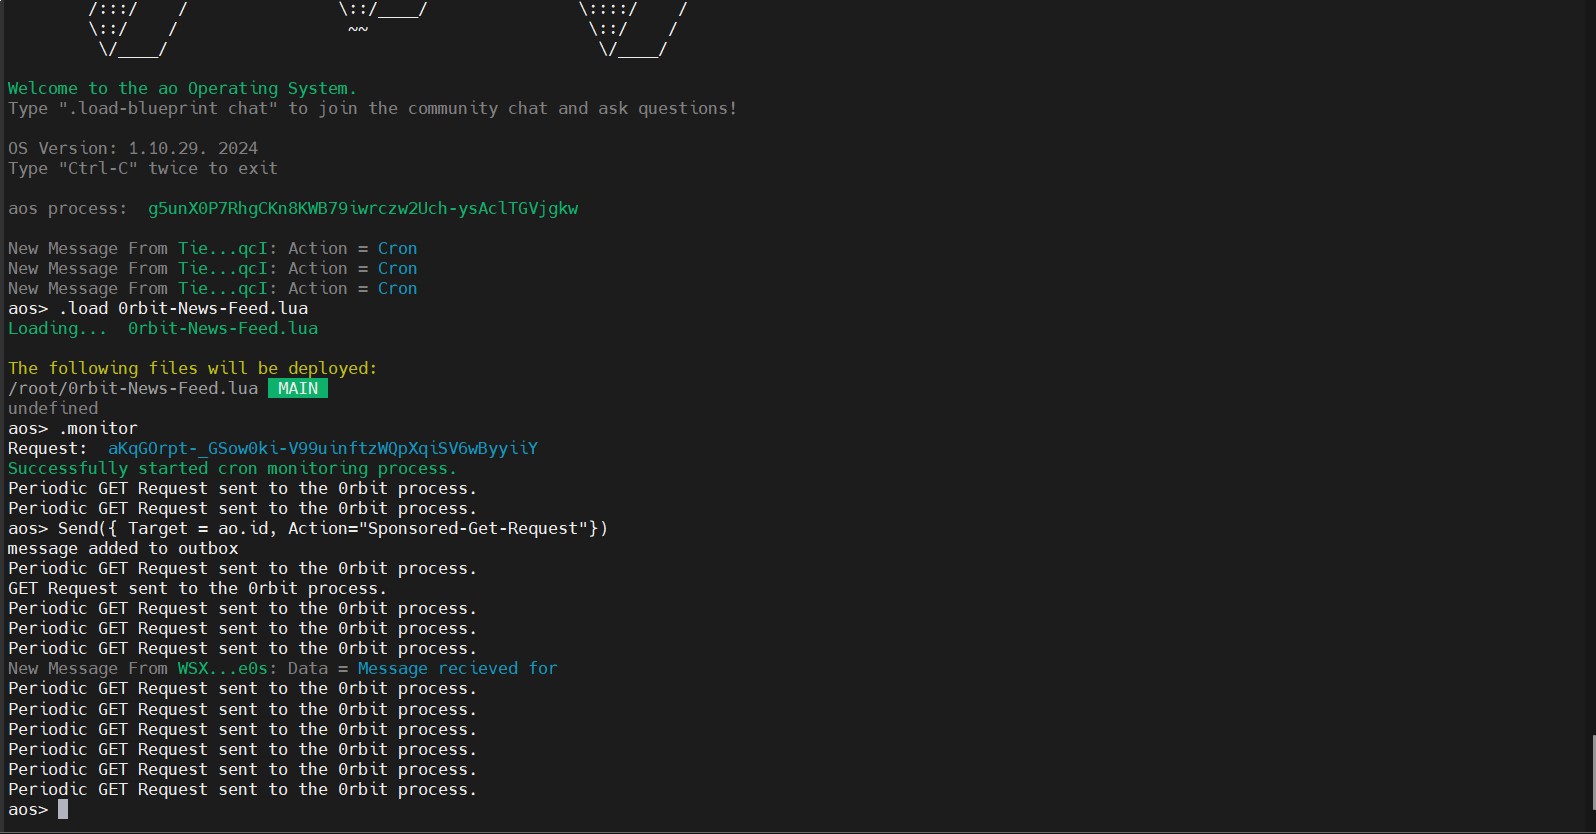 /:::/    /               \::/____/               \::::/    /
\::/    /                 ~~                      \::/    /
\/____/                                           \/____/
Welcome to the ao Operating System.
Type ".load-blueprint chat" to join the community chat and ask questions!
OS Version: 1.10.29. 2024
Type "Ctrl-C" twice to exit
aos process:  g5unX0P7RhgCKn8KWB79iwrczw2Uch-ysAclTGVjgkw
New Message From Tie...qcI: Action = Cron
New Message From Tie...qcI: Action = Cron
New Message From Tie...qcI: Action = Cron
aos> .load 0rbit-News-Feed.lua
Loading...  0rbit-News-Feed.lua
The following files will be deployed:
/root/0rbit-News-Feed.lua MAIN
undefined
aos> .monitor
Request:  aKqGOrpt-_GSow0ki-V99uinftzWQpXqiSV6wByyiiY
Successfully started cron monitoring process.
Periodic GET Request sent to the 0rbit process.
Periodic GET Request sent to the 0rbit process.
aos> Send({ Target = ao.id, Action="Sponsored-Get-Request"})
message added to outbox
Periodic GET Request sent to the 0rbit process.
GET Request sent to the 0rbit process.
Periodic GET Request sent to the 0rbit process.
Periodic GET Request sent to the 0rbit process.
Periodic GET Request sent to the 0rbit process.
New Message From WSX...e0s: Data = Message recieved for
Periodic GET Request sent to the 0rbit process.
Periodic GET Request sent to the 0rbit process.
Periodic GET Request sent to the 0rbit process.
Periodic GET Request sent to the 0rbit process.
Periodic GET Request sent to the 0rbit process.
Periodic GET Request sent to the 0rbit process.
aos>